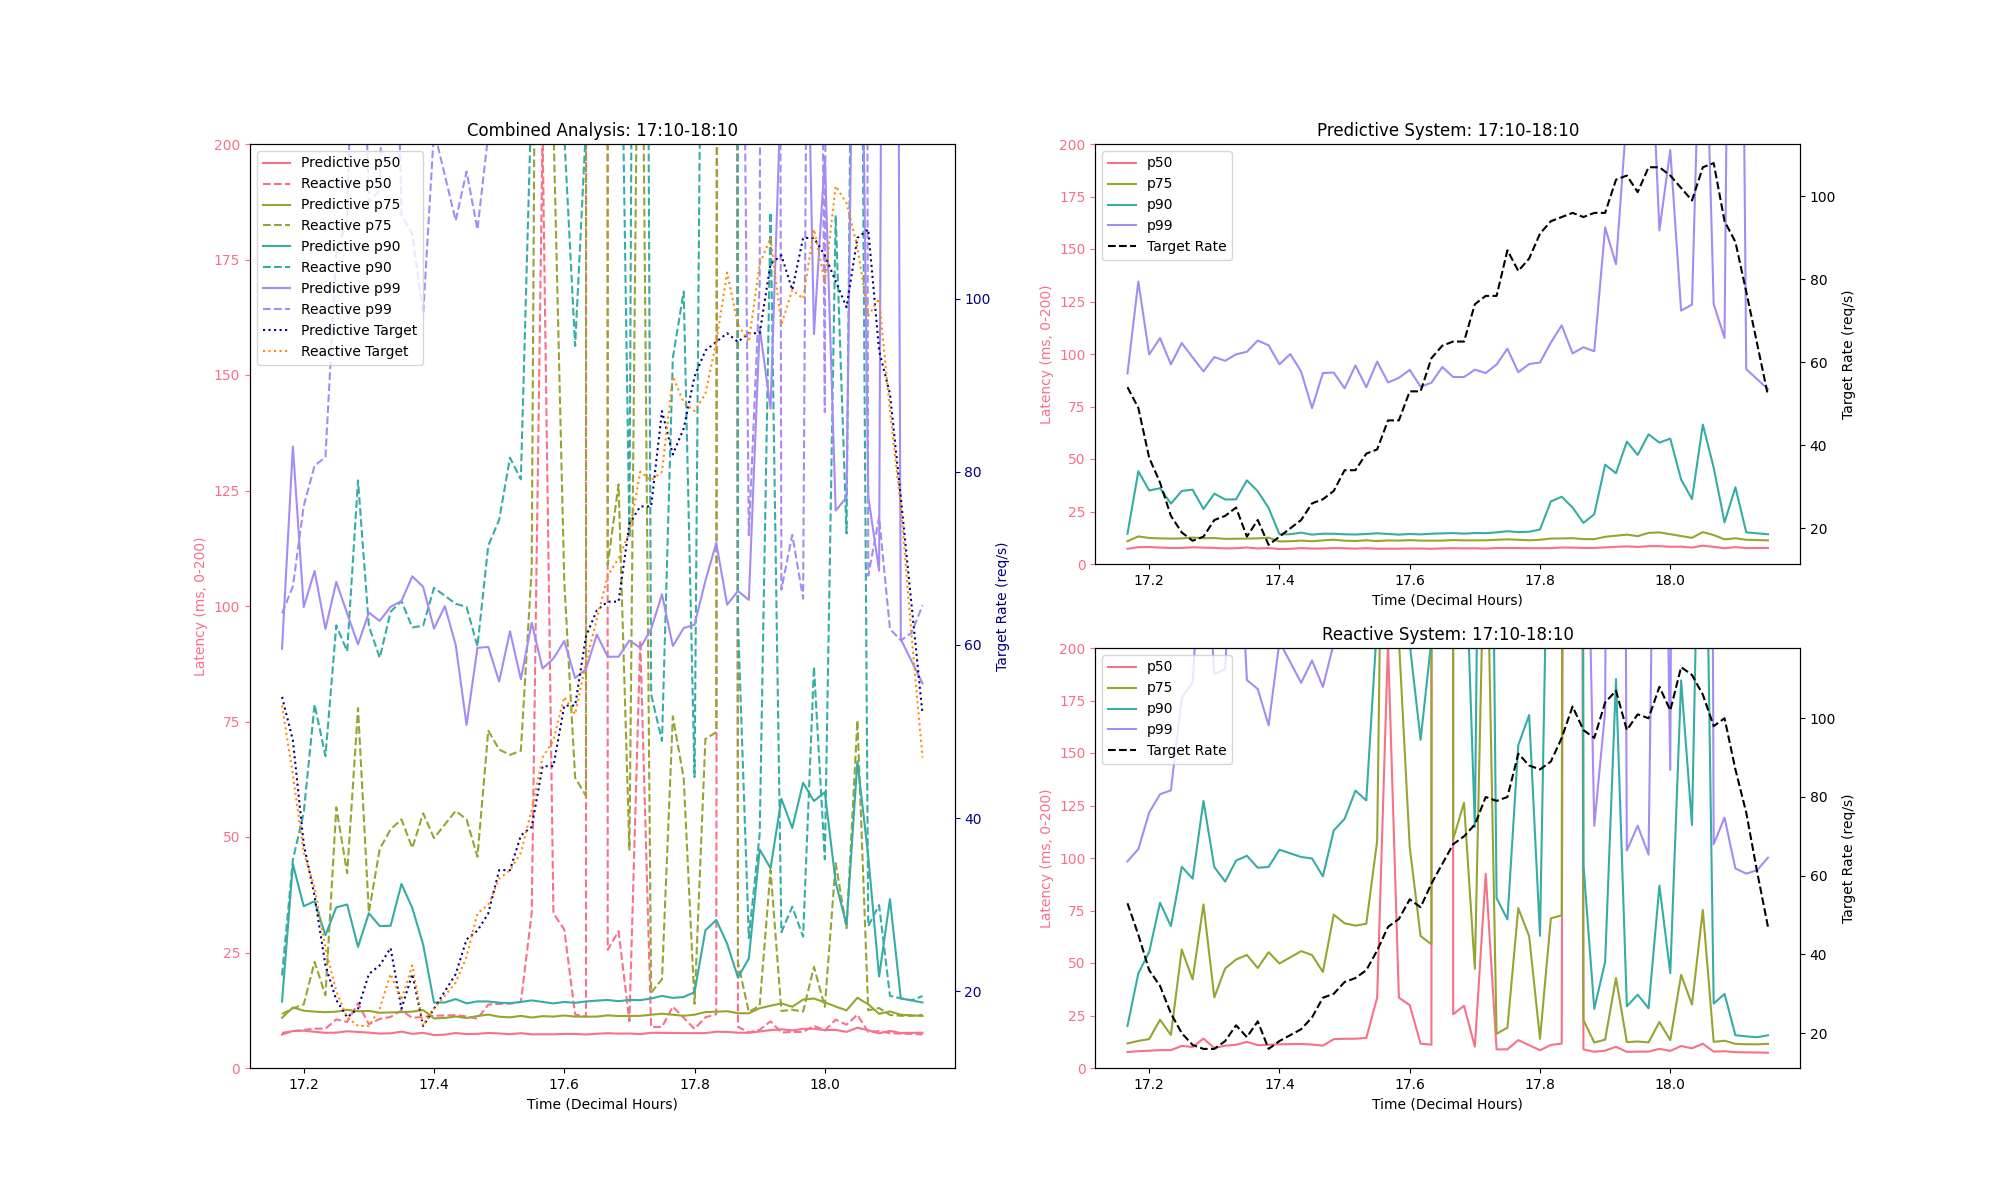 Combined Analysis: 17:10-18:10
Predictive p50
Reactive p50
Predictive p75
Reactive p75
Predictive p90
Reactive p90
Predictive p99
Reactive p99
Predictive Target
Reactive Target
200
175
150
125
100
75
50
25
0
Latency (ms, 0-200)
100
80
60
40
20
Target Rate (req/s)
17.2 17.4 17.6 17.8 18.0
Time (Decimal Hours)
Predictive System: 17:10-18:10
p50
p75
p90
p99
Target Rate
200
175
150
125
100
75
50
25
0
Latency (ms, 0-200)
100
80
60
40
20
Target Rate (req/s)
17.2 17.4 17.6 17.8 18.0
Time (Decimal Hours)
Reactive System: 17:10-18:10
p50
p75
p90
p99
Target Rate
200
175
150
125
100
75
50
25
0
Latency (ms, 0-200)
100
80
60
40
20
Target Rate (req/s)
17.2 17.4 17.6 17.8 18.0
Time (Decimal Hours)